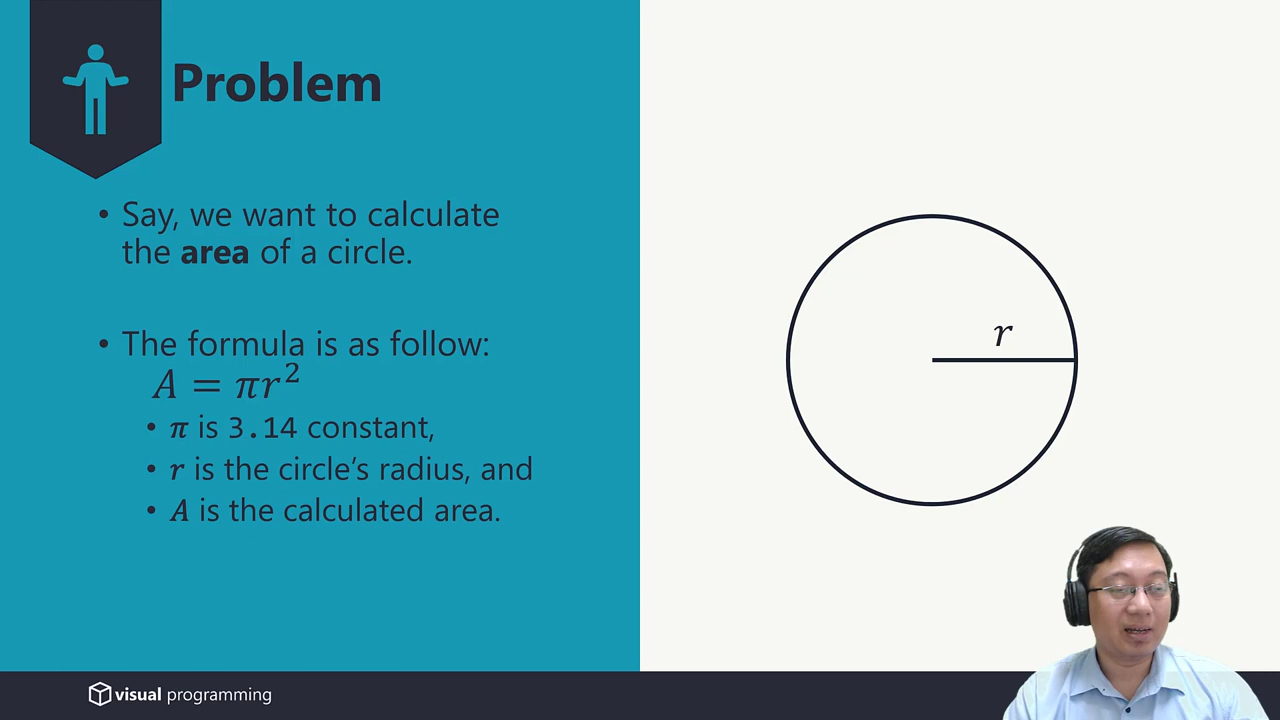 Problem
• Say, we want to calculate
the area of a circle.
• The formula is as follow:
A = πr²
• π is 3.14 constant,
• r is the circle’s radius, and
• A is the calculated area.
r
visual programming